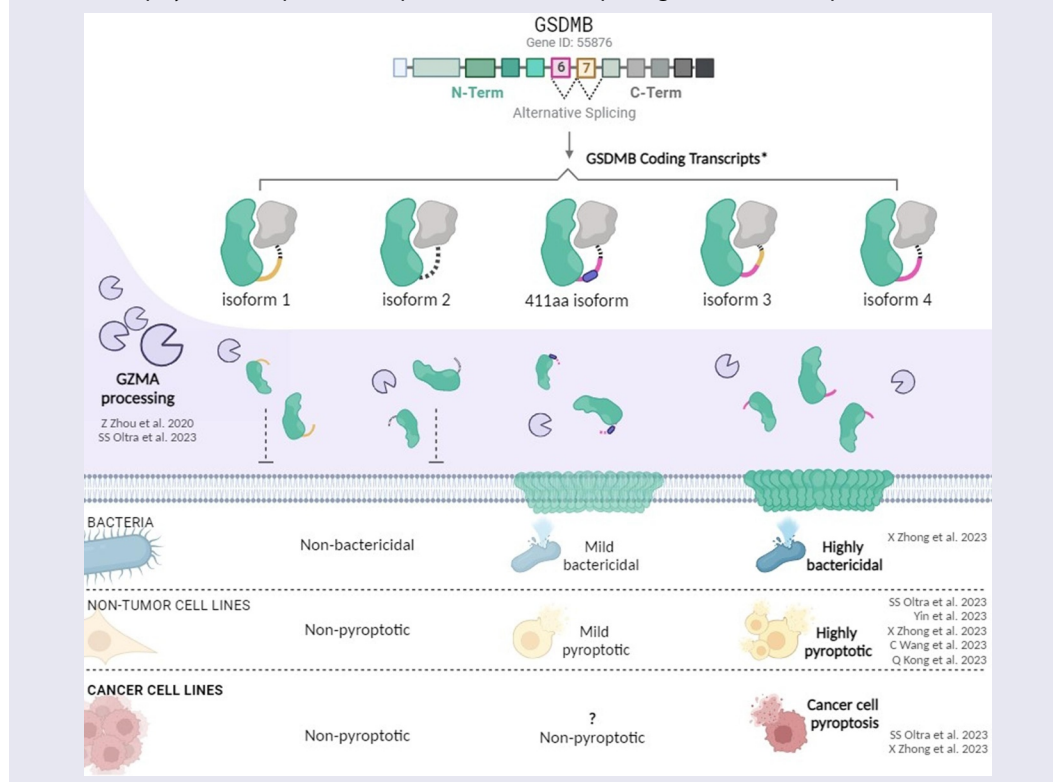 GSDMB
Gene ID: 55876
6 7
N-Term C-Term
Alternative Splicing
GSDMB Coding Transcripts*
isoform 1 isoform 2 411aa isoform isoform 3 isoform 4
GZMA
processing
Z Zhou et al. 2020
SS Oltra et al. 2023
BACTERIA
Non-bactericidal
Mild
bactericidal
Highly
bactericidal
X Zhong et al. 2023
NON-TUMOR CELL LINES
Non-pyroptotic
Mild
pyroptotic
Highly
pyroptotic
SS Oltra et al. 2023
Yin et al. 2023
X Zhong et al. 2023
C Wang et al. 2023
Q Kong et al. 2023
CANCER CELL LINES
Non-pyroptotic
?
Non-pyroptotic
Cancer cell
pyroptosis
SS Oltra et al. 2023
X Zhong et al. 2023